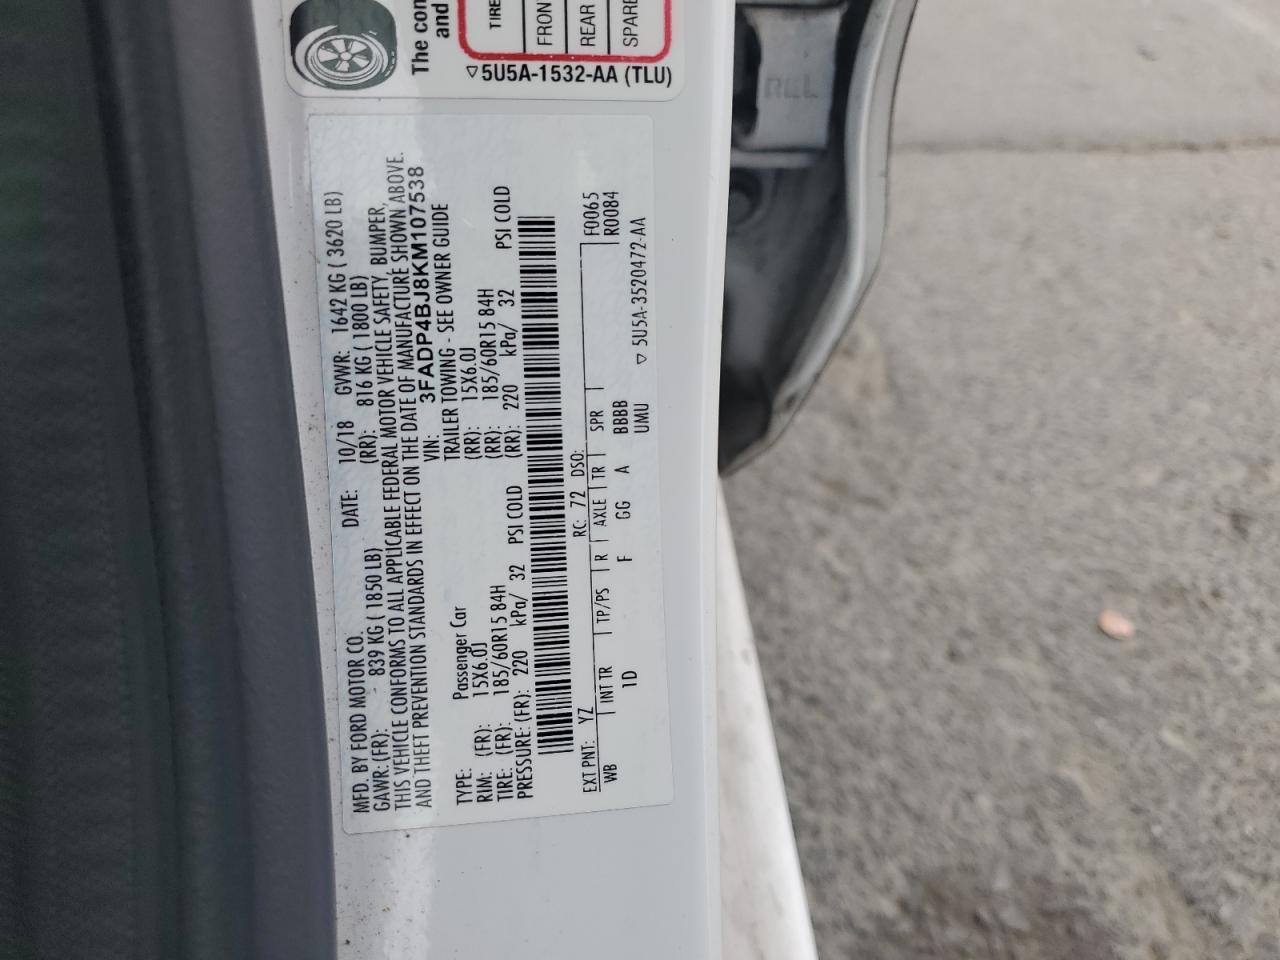 The con
and
TIRE
FRON
REAR
SPARE
▽ 5U5A-1532-AA (TLU)
MFD. BY FORD MOTOR CO. DATE: 10/18 GVWR: 1642 KG ( 3620 LB)
GAWR: (FR): 839 KG ( 1850 LB) (RR): 816 KG ( 1800 LB)
THIS VEHICLE CONFORMS TO ALL APPLICABLE FEDERAL MOTOR VEHICLE SAFETY, BUMPER,
AND THEFT PREVENTION STANDARDS IN EFFECT ON THE DATE OF MANUFACTURE SHOWN ABOVE.
VIN: 3FADP4BJ8KM107538
TYPE: Passenger Car TRAILER TOWING - SEE OWNER GUIDE
RIM: (FR): 15X6.0J (RR): 15X6.0J
TIRE: (FR): 185/60R15 84H (RR): 185/60R15 84H
PRESSURE: (FR): 220 kPa/ 32 PSI COLD (RR): 220 kPa/ 32 PSI COLD
EXT PNT: YZ RC: 72 DSO: F0065
WB INT TR TP/PS R AXLE TR SPR R0084
1D F GG A BBBB
UMU
▽ 5U5A-3520472-AA